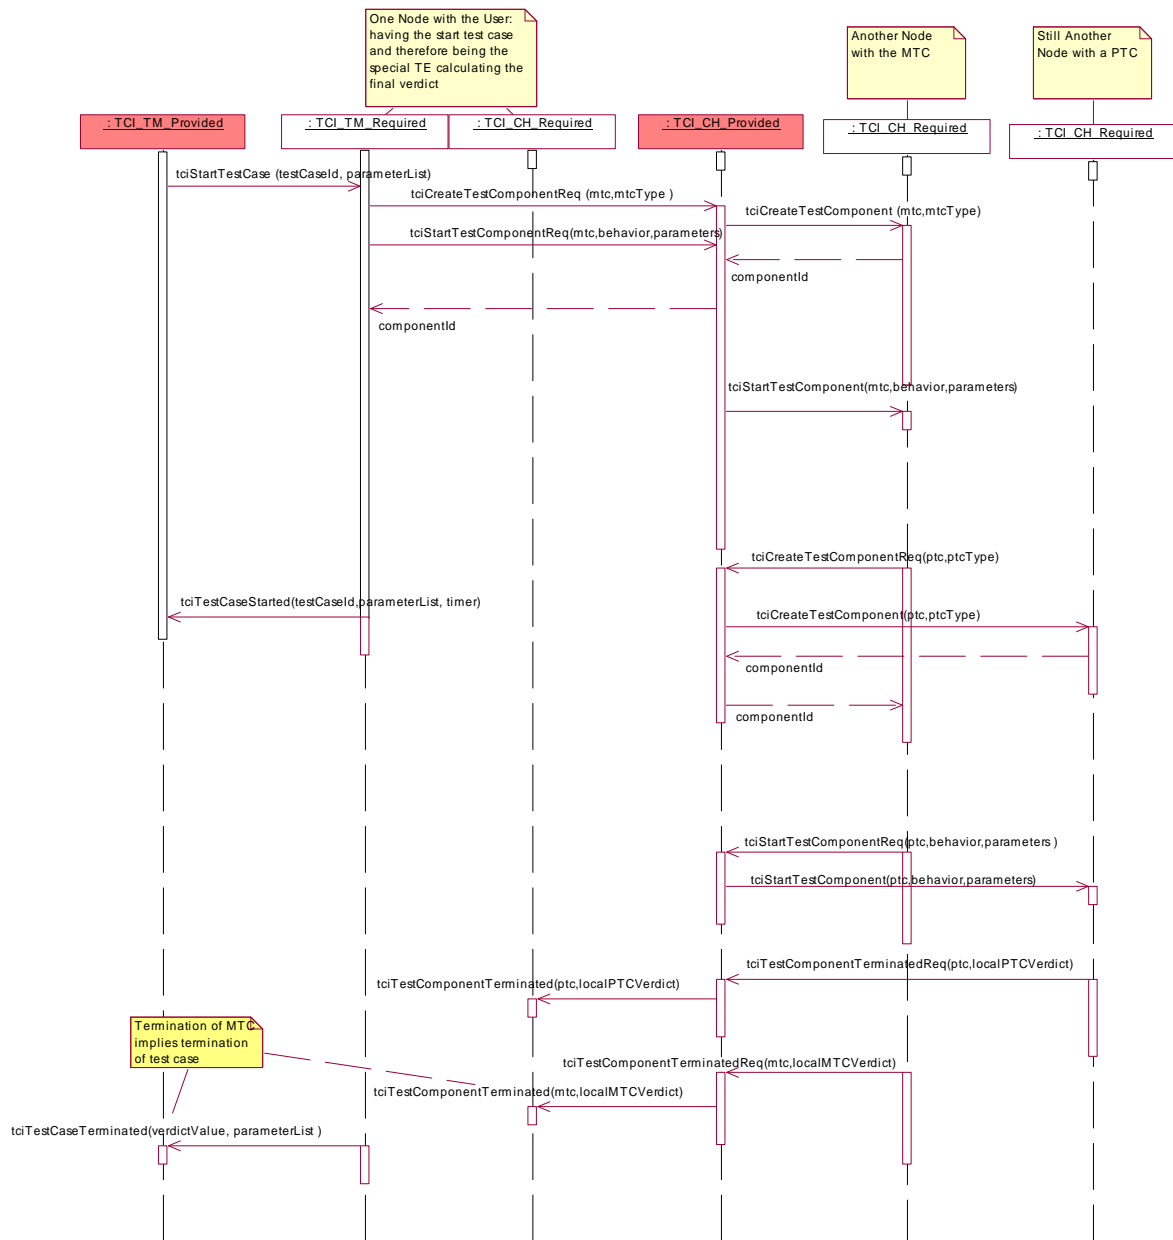 One Node with the User:
having the start test case
and therefore being the
special TE calculating the
final verdict
Another Node
with the MTC
Still Another
Node with a PTC
: TCI_TM_Provided
: TCI_TM_Required
: TCI_CH_Required
: TCI_CH_Provided
: TCI_CH_Required
: TCI_CH_Required
tciStartTestCase (testCaseId, parameterList)
tciCreateTestComponentReq (mtc,mtcType )
tciCreateTestComponent (mtc,mtcType)
tciStartTestComponentReq(mtc,behavior,parameters)
componentId
componentId
tciStartTestComponent(mtc,behavior,parameters)
tciCreateTestComponentReq(ptc,ptcType)
tciTestCaseStarted(testCaseId,parameterList, timer)
tciCreateTestComponent(ptc,ptcType)
componentId
componentId
tciStartTestComponentReq(ptc,behavior,parameters )
tciStartTestComponent(ptc,behavior,parameters)
tciTestComponentTerminatedReq(ptc,localPTCVerdict)
tciTestComponentTerminated(ptc,localPTCVerdict)
Termination of MTC
implies termination
of test case
tciTestComponentTerminatedReq(mtc,localMTCVerdict)
tciTestComponentTerminated(mtc,localMTCVerdict)
tciTestCaseTerminated(verdictValue, parameterList )